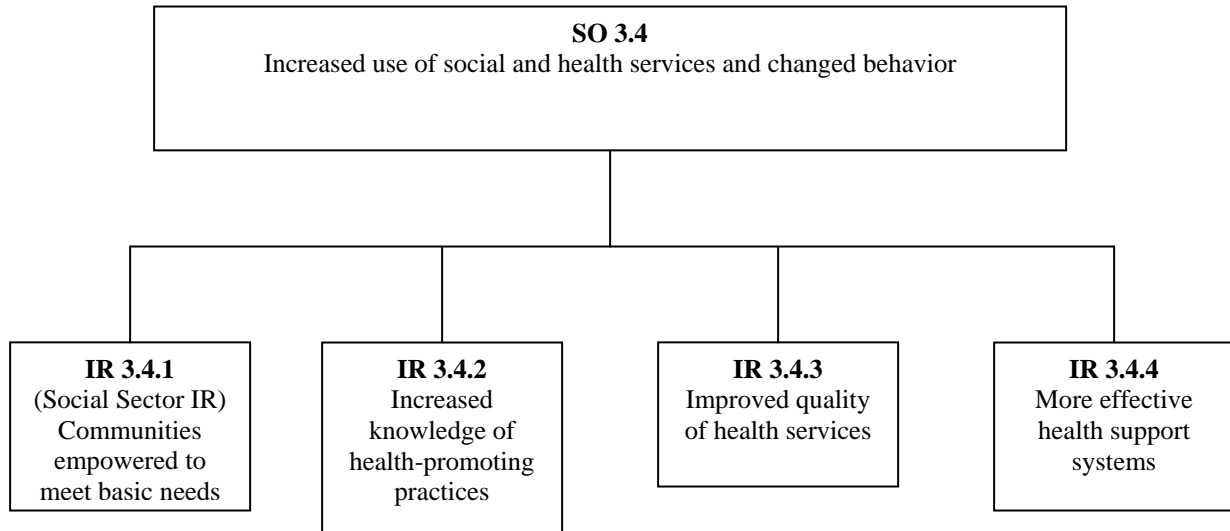 SO 3.4
Increased use of social and health services and changed behavior
IR 3.4.1
(Social Sector IR)
Communities
empowered to
meet basic needs
IR 3.4.2
Increased
knowledge of
health-promoting
practices
IR 3.4.3
Improved quality
of health services
IR 3.4.4
More effective
health support
systems